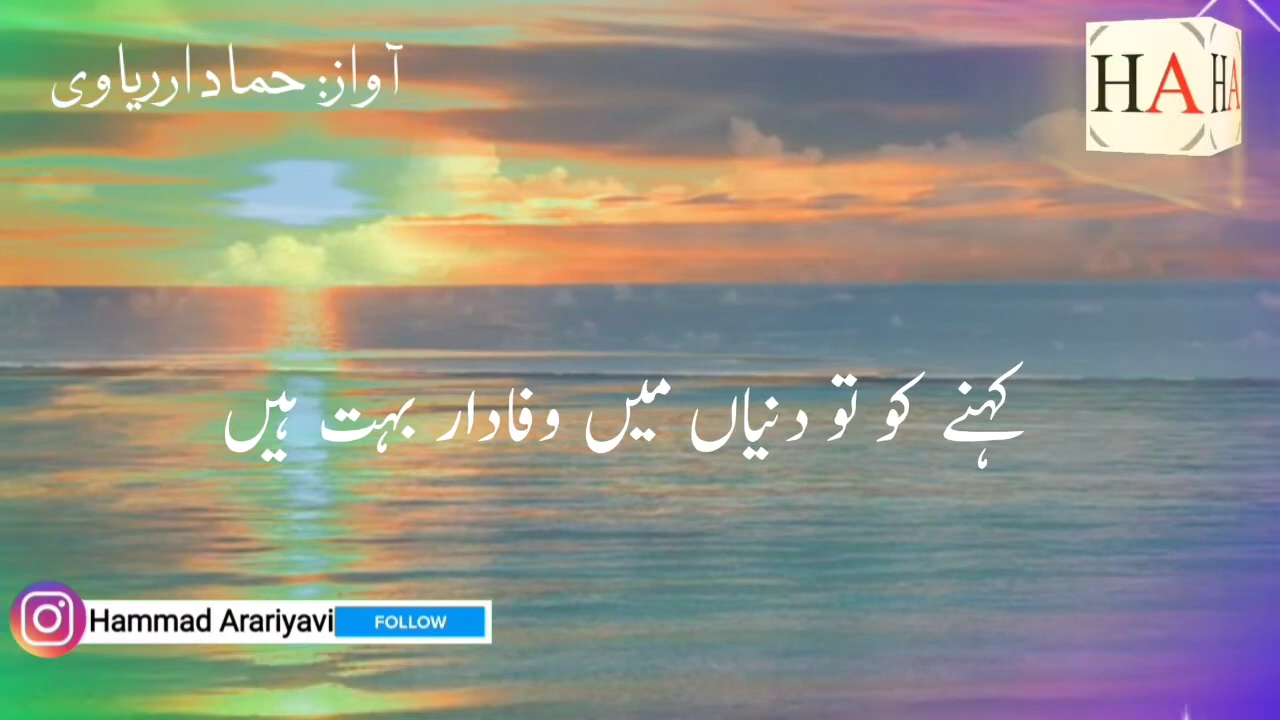 آواز: حماد ارریاوی
HA
HA
کہنے کو تو دنیاں میں وفادار بہت ہیں
Hammad Arariyavi
FOLLOW